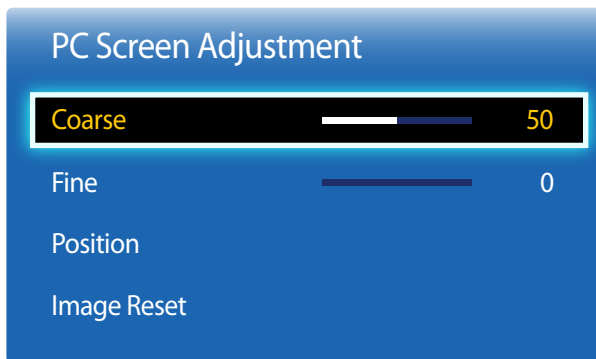 PC Screen Adjustment
Coarse 50
Fine 0
Position
Image Reset